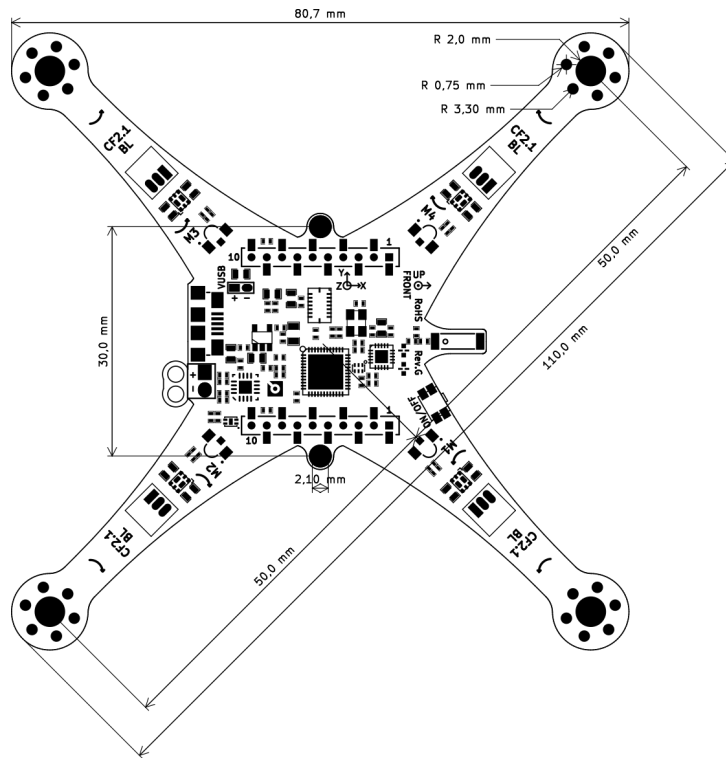 80,7 mm
R 2,0 mm
R 0,75 mm
R 3,30 mm
CF2.1
BL
CF2.1
BL
M3
M4
10
1
VUSB
+ -
Y
Z
X
UP
FRONT
RoHS
30,0 mm
50,0 mm
110,0 mm
Rev.G
+
-
ON/OFF
1
10
M2
M1
2,10 mm
CF2.1
BL
CF2.1
BL
50,0 mm